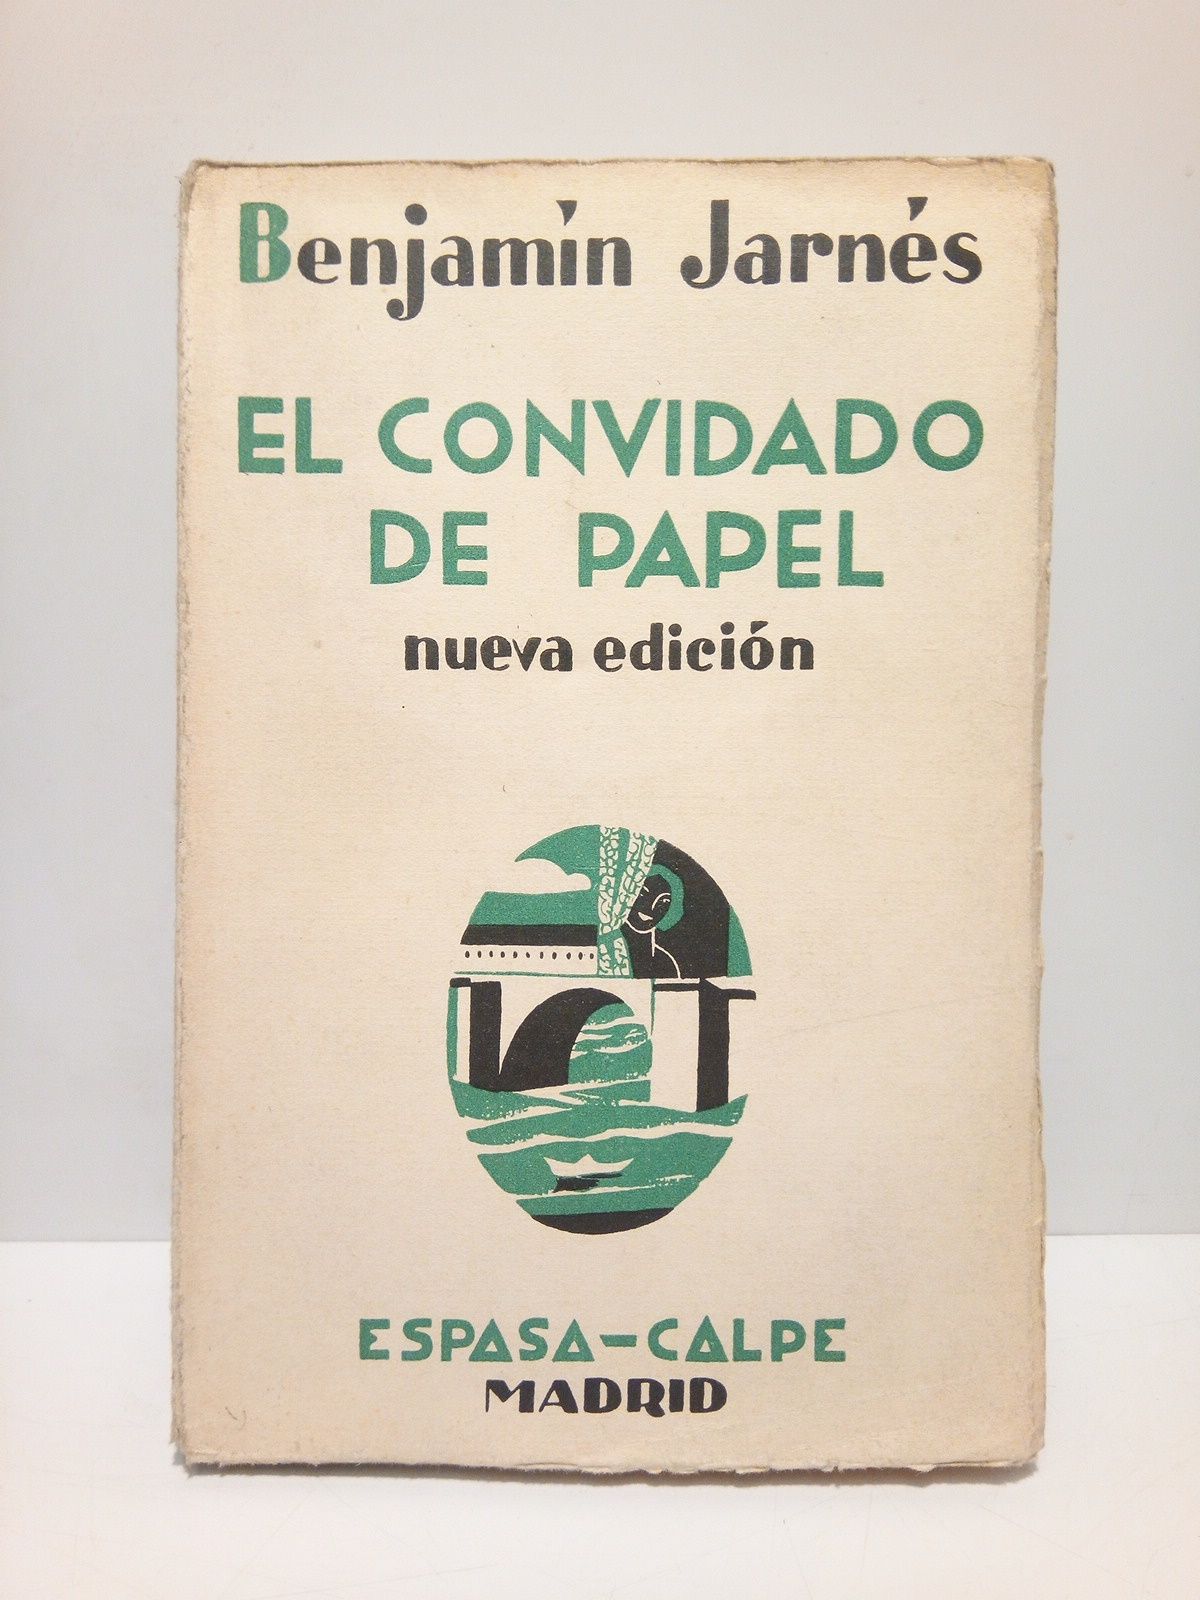 Benjamín Jarnés
EL CONVIDADO
DE PAPEL
nueva edición
ESPASA-CALPE
MADRID